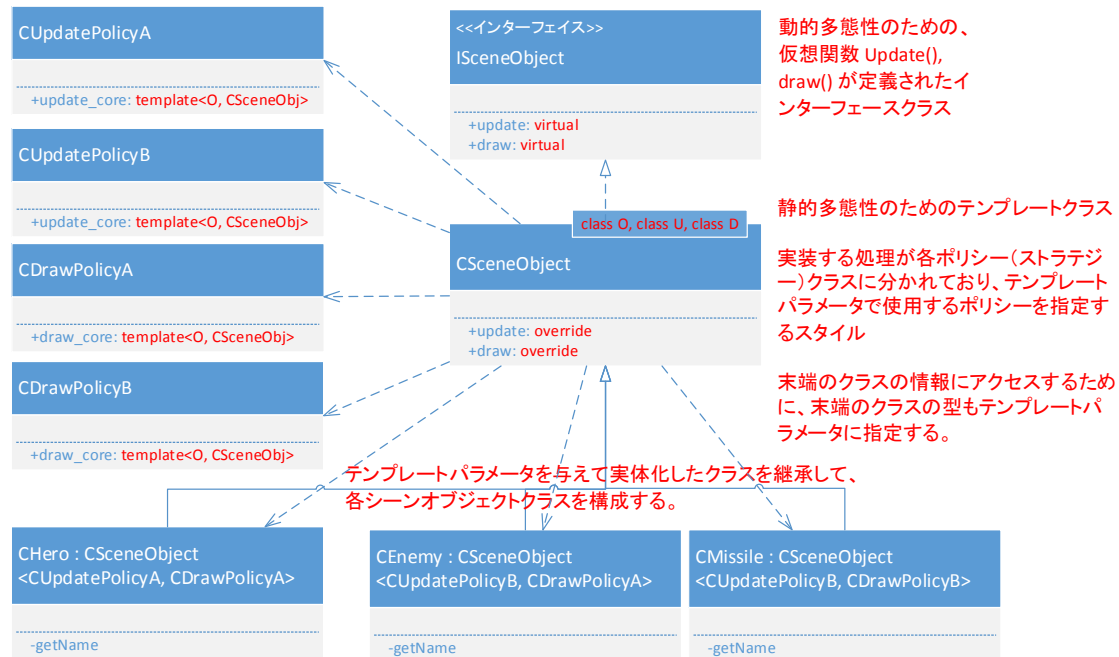 CUpdatePolicyA
+update_core: template<O, CSceneObj>
CUpdatePolicyB
+update_core: template<O, CSceneObj>
CDrawPolicyA
+draw_core: template<O, CSceneObj>
CDrawPolicyB
+draw_core: template<O, CSceneObj>
<<インターフェイス>>
ISceneObject
+update: virtual
+draw: virtual
動的多態性のための、
仮想関数 Update(),
draw() が定義されたイ
ンターフェースクラス
class O, class U, class D
CSceneObject
+update: override
+draw: override
静的多態性のためのテンプレートクラス
実装する処理が各ポリシー(ストラテジ
ー)クラスに分かれており、テンプレート
パラメータで使用するポリシーを指定す
るスタイル
末端のクラスの情報にアクセスするため
に、末端のクラスの型もテンプレートパ
ラメータに指定する。
テンプレートパラメータを与えて実体化したクラスを継承して、
各シーンオブジェクトクラスを構成する。
CHero : CSceneObject
<CUpdatePolicyA, CDrawPolicyA>
-getName
CEnemy : CSceneObject
<CUpdatePolicyB, CDrawPolicyA>
-getName
CMissile : CSceneObject
<CUpdatePolicyB, CDrawPolicyB>
-getName